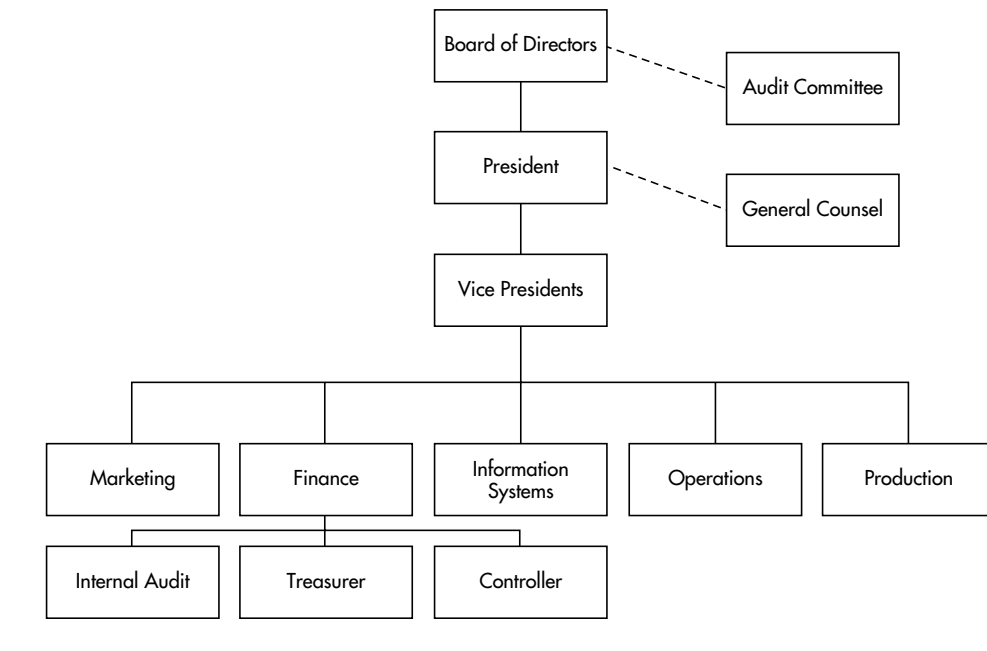 Board of Directors
Audit Committee
President
General Counsel
Vice Presidents
Marketing
Finance
Information
Systems
Operations
Production
Internal Audit
Treasurer
Controller